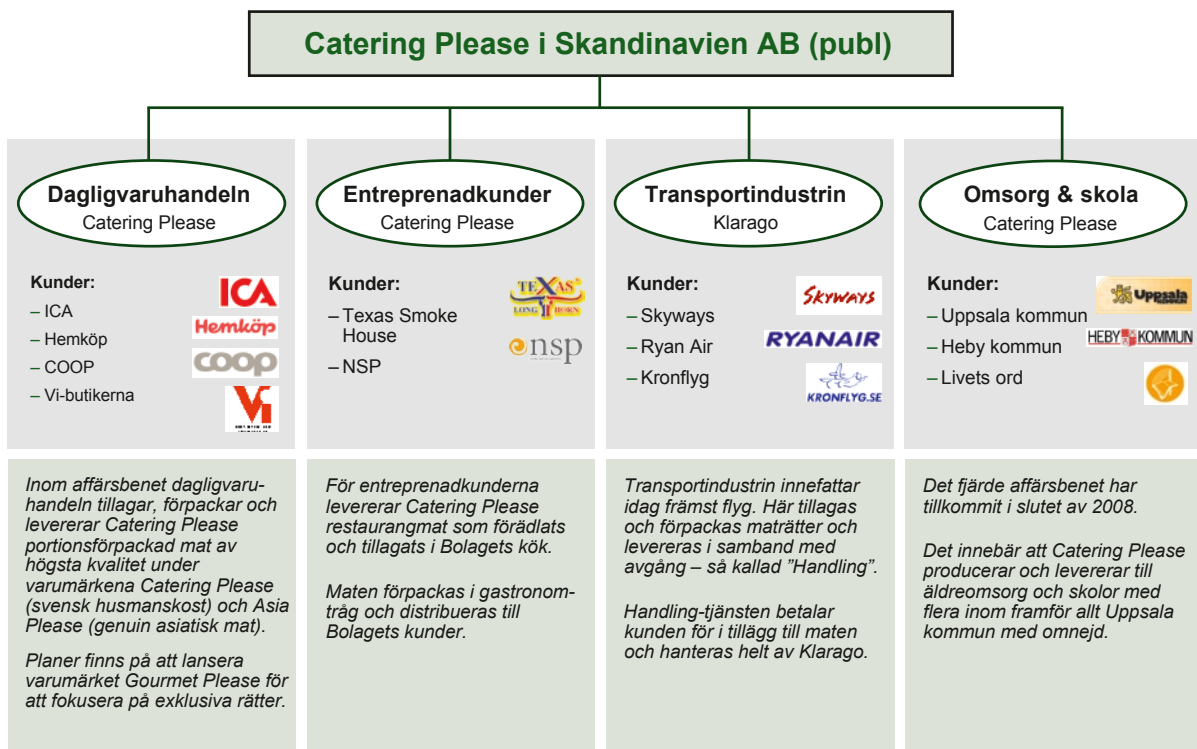 Catering Please i Skandinavien AB (publ)
Dagligvaruhandeln
Catering Please
Kunder:
– ICA
– Hemköp
– COOP
– Vi-butikerna
ICA
Hemköp
coop
Vi
Inom affärsbenet dagligvaru-
handeln tillagar, förpackar och
levererar Catering Please
portionsförpackad mat av
högsta kvalitet under
varumärkena Catering Please
(svensk husmanskost) och Asia
Please (genuin asiatisk mat).
Planer finns på att lansera
varumärket Gourmet Please för
att fokusera på exklusiva rätter.
Entreprenadkunder
Catering Please
Kunder:
– Texas Smoke
House
– NSP
TEXAS
LONG HORN
nsp
För entreprenadkunderna
levererar Catering Please
restaurangmat som förädlats
och tillagats i Bolagets kök.
Maten förpackas i gastronom-
tråg och distribueras till
Bolagets kunder.
Transportindustrin
Klarago
Kunder:
– Skyways
– Ryan Air
– Kronflyg
SKYWAYS
RYANAIR
KRONFLYG.SE
Transportindustrin innefattar
idag främst flyg. Här tillagas
och förpackas maträtter och
levereras i samband med
avgång – så kallad ”Handling”.
Handling-tjänsten betalar
kunden för i tillägg till maten
och hanteras helt av Klarago.
Omsorg & skola
Catering Please
Kunder:
– Uppsala kommun
– Heby kommun
– Livets ord
Uppsala
KOMMUN
HEBY KOMMUN
Det fjärde affärsbenet har
tillkommit i slutet av 2008.
Det innebär att Catering Please
producerar och levererar till
äldreomsorg och skolor med
flera inom framför allt Uppsala
kommun med omnejd.